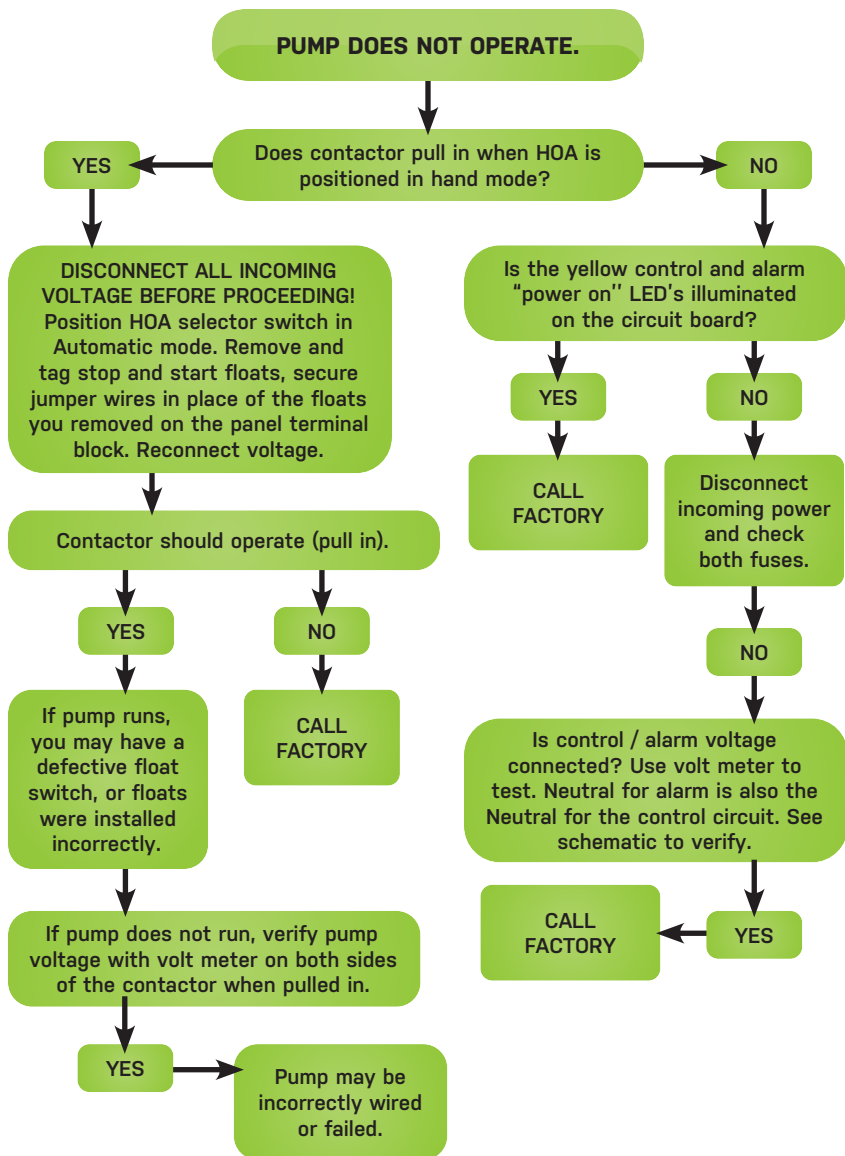 PUMP DOES NOT OPERATE.
Does contactor pull in when HOA is
positioned in hand mode?
YES
NO
DISCONNECT ALL INCOMING
VOLTAGE BEFORE PROCEEDING!
Position HOA selector switch in
Automatic mode. Remove and
tag stop and start floats, secure
jumper wires in place of the floats
you removed on the panel terminal
block. Reconnect voltage.
Contactor should operate (pull in).
YES
NO
If pump runs,
you may have a
defective float
switch, or floats
were installed
incorrectly.
CALL
FACTORY
If pump does not run, verify pump
voltage with volt meter on both sides
of the contactor when pulled in.
YES
Pump may be
incorrectly wired
or failed.
Is the yellow control and alarm
“power on'' LED's illuminated
on the circuit board?
YES
NO
CALL
FACTORY
Disconnect
incoming power
and check
both fuses.
NO
Is control / alarm voltage
connected? Use volt meter to
test. Neutral for alarm is also the
Neutral for the control circuit. See
schematic to verify.
YES
CALL
FACTORY